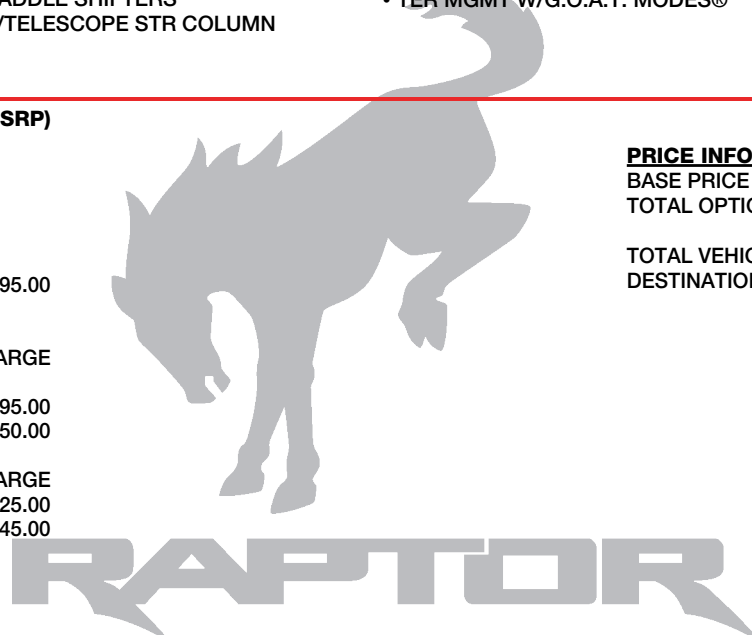 ADDLE SHIFTERS
/TELESCOPE STR COLUMN
• TER MGMT W/G.O.A.T. MODES®
SRP)
95.00
ARGE
95.00
50.00
ARGE
25.00
45.00
PRICE INFO
BASE PRICE
TOTAL OPTIO
TOTAL VEHIC
DESTINATION
RAPTOR